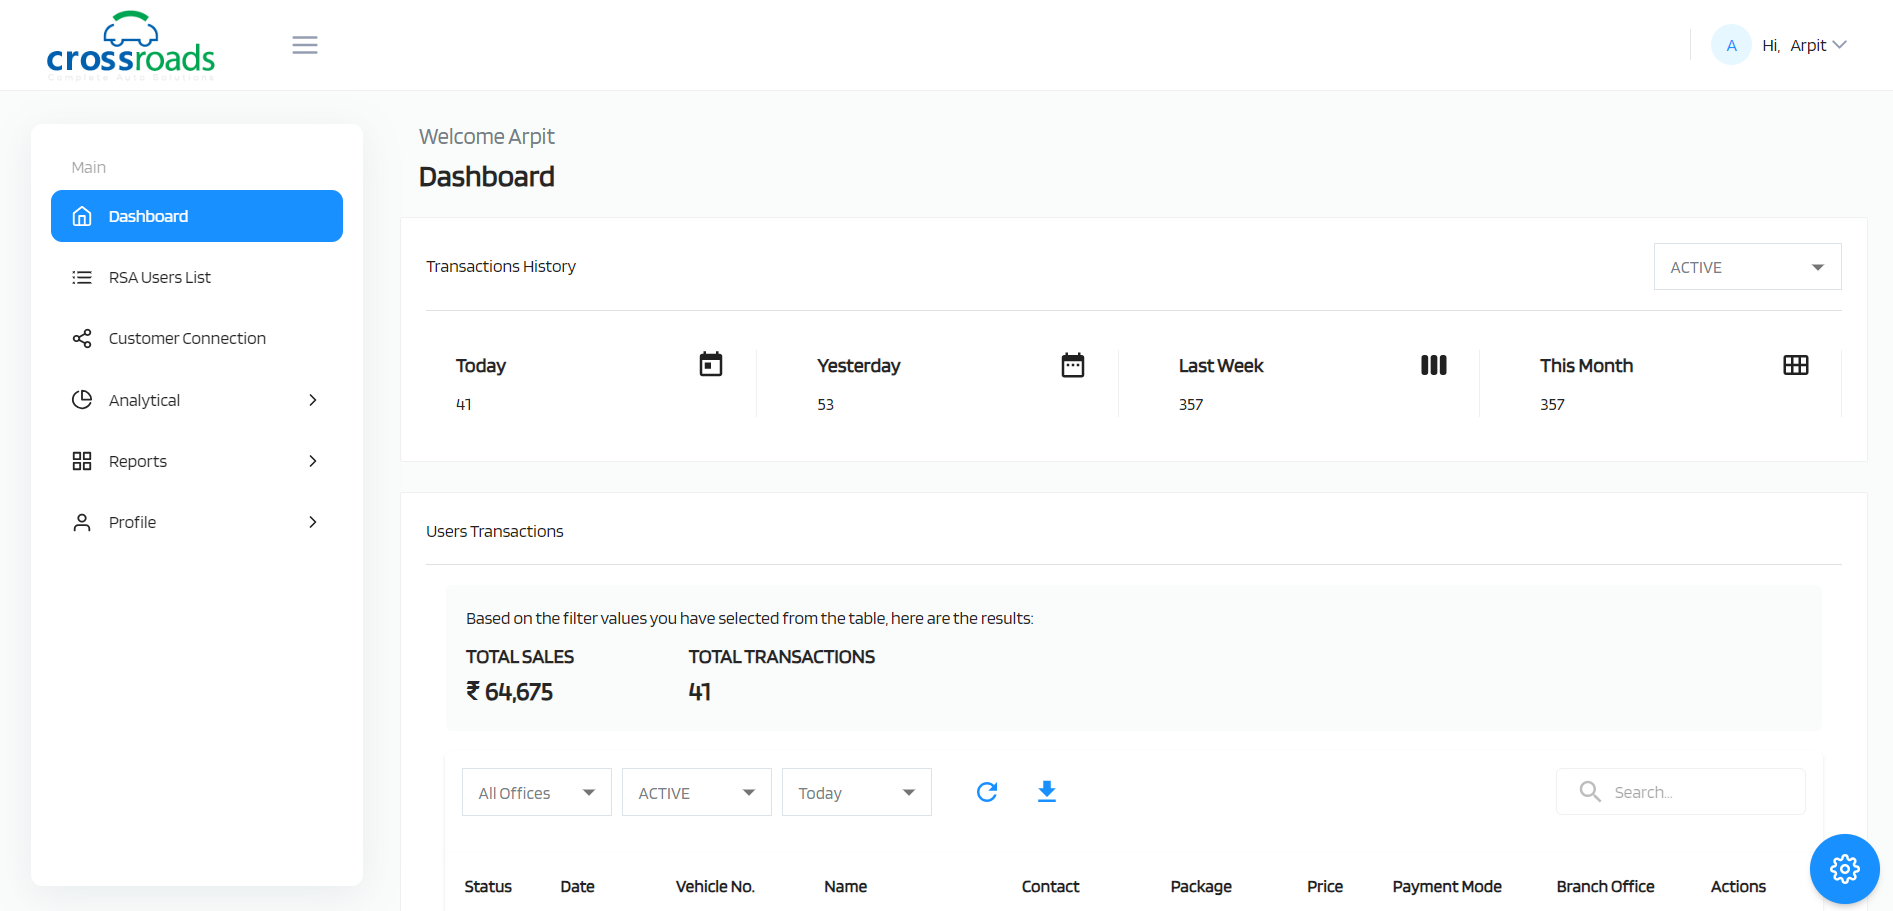 crossroads
Complete Auto Solutions
A Hi, Arpit
Main
Dashboard
RSA Users List
Customer Connection
Analytical
Reports
Profile
Welcome Arpit
Dashboard
Transactions History
ACTIVE
Today
41
Yesterday
53
Last Week
357
This Month
357
Users Transactions
Based on the filter values you have selected from the table, here are the results:
TOTAL SALES
₹ 64,675
TOTAL TRANSACTIONS
41
All Offices
ACTIVE
Today
Search...
Status Date Vehicle No. Name Contact Package Price Payment Mode Branch Office Actions